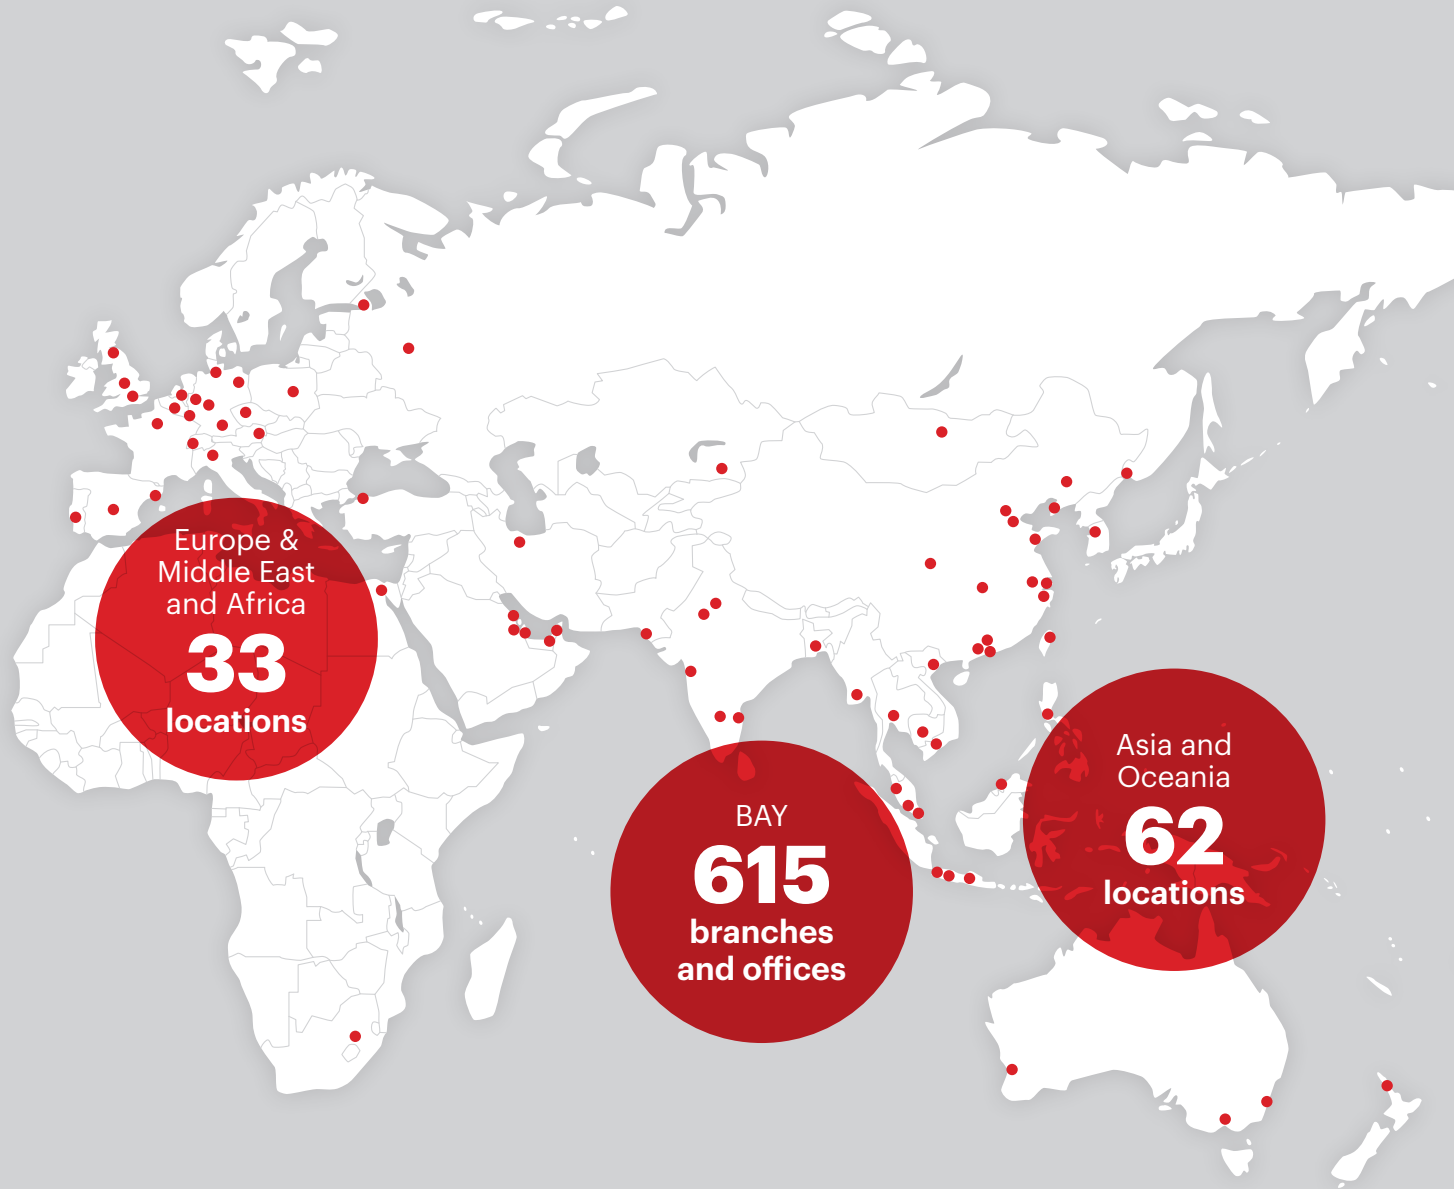 Europe &
Middle East
and Africa
33
locations
BAY
615
branches
and offices
Asia and
Oceania
62
locations